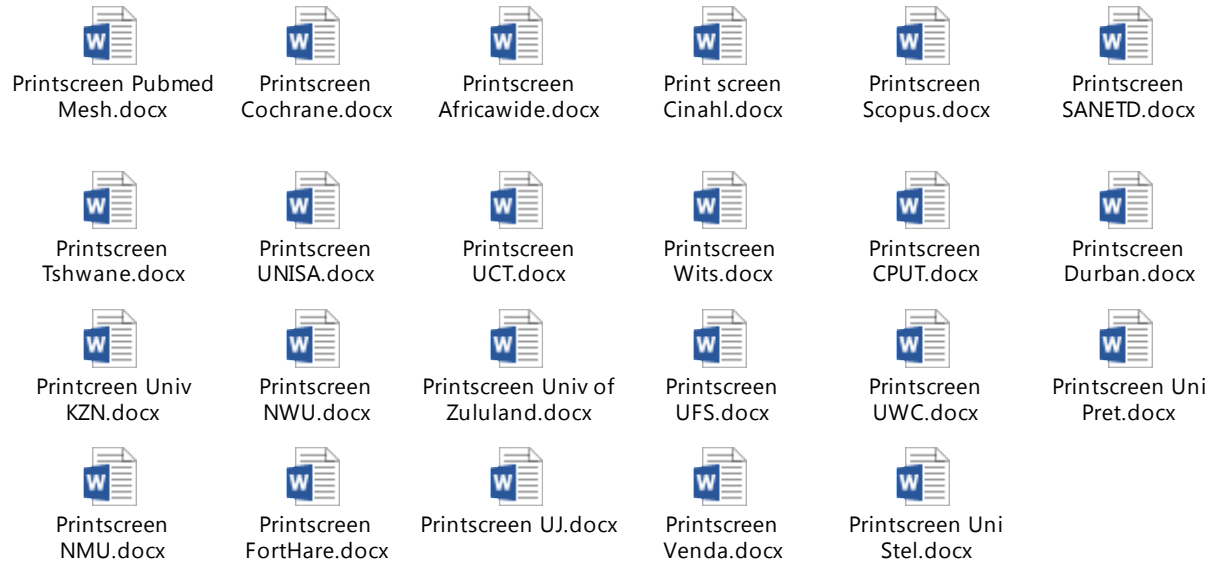 Printscreen Pubmed
Mesh.docx
Printscreen
Cochrane.docx
Printscreen
Africawide.docx
Print screen
Cinahl.docx
Printscreen
Scopus.docx
Printscreen
SANETD.docx
Printscreen
Tshwane.docx
Printscreen
UNISA.docx
Printscreen
UCT.docx
Printscreen
Wits.docx
Printscreen
CPUT.docx
Printscreen
Durban.docx
Printcreen Univ
KZN.docx
Printscreen
NWU.docx
Printscreen Univ of
Zululand.docx
Printscreen
UFS.docx
Printscreen
UWC.docx
Printscreen Uni
Pret.docx
Printscreen
NMU.docx
Printscreen
FortHare.docx
Printscreen UJ.docx
Printscreen
Venda.docx
Printscreen Uni
Stel.docx